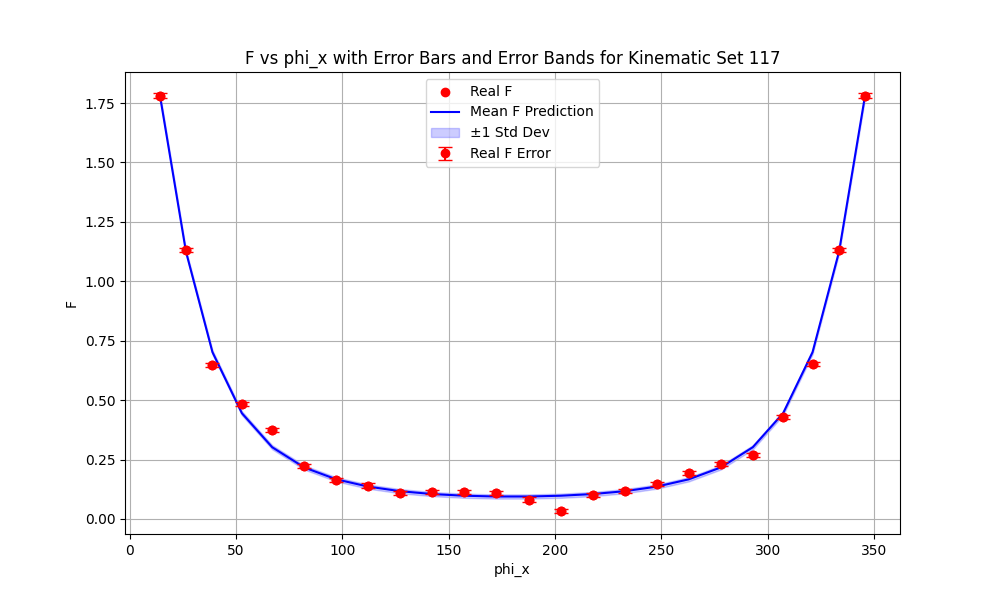 F vs phi_x with Error Bars and Error Bands for Kinematic Set 117
Real F
Mean F Prediction
±1 Std Dev
Real F Error
F
1.75
1.50
1.25
1.00
0.75
0.50
0.25
0.00
0 50 100 150 200 250 300 350
phi_x